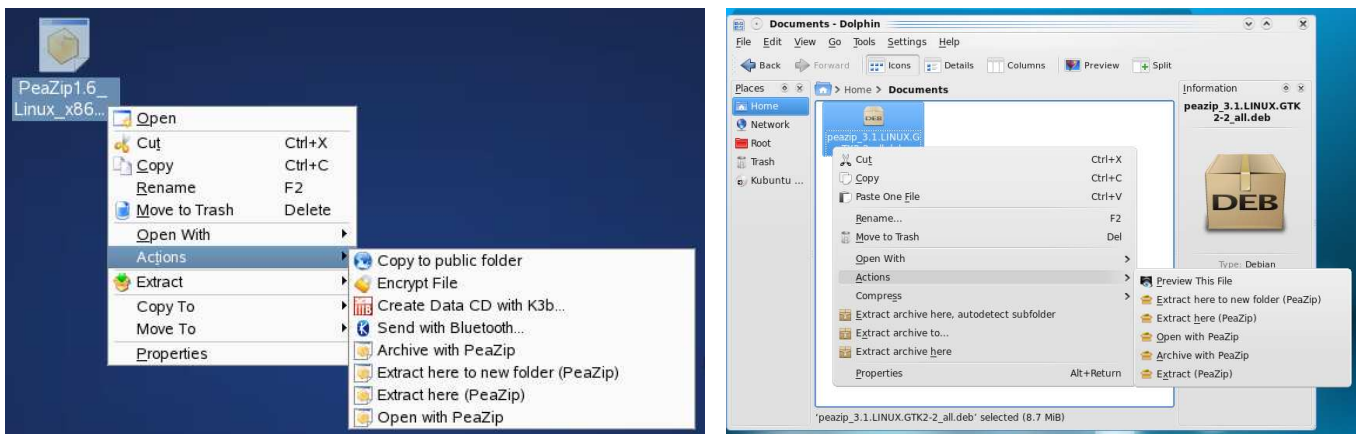 PeaZip1.6_
Linux_x86...
Open
Cut Ctrl+X
Copy Ctrl+C
Rename F2
Move to Trash Delete
Open With
Actions
Extract
Copy To
Move To
Properties
Copy to public folder
Encrypt File
Create Data CD with K3b...
Send with Bluetooth...
Archive with PeaZip
Extract here to new folder (PeaZip)
Extract here (PeaZip)
Open with PeaZip
Documents - Dolphin
File Edit View Go Tools Settings Help
Back Forward Icons Details Columns Preview Split
Places
Home
Network
Root
Trash
Kubuntu ...
Home > Documents
DEB
peazip_3.1.LINUX.G
Cut Ctrl+X
Copy Ctrl+C
Paste One File Ctrl+V
Rename... F2
Move to Trash Del
Open With
Actions
Compress
Extract archive here, autodetect subfolder
Extract archive to...
Extract archive here
Properties Alt+Return
Preview This File
Extract here to new folder (PeaZip)
Extract here (PeaZip)
Open with PeaZip
Archive with PeaZip
Extract (PeaZip)
Information
peazip_3.1.LINUX.GTK
2-2_all.deb
DEB
Type: Debian
'peazip_3.1.LINUX.GTK2-2_all.deb' selected (8.7 MiB)